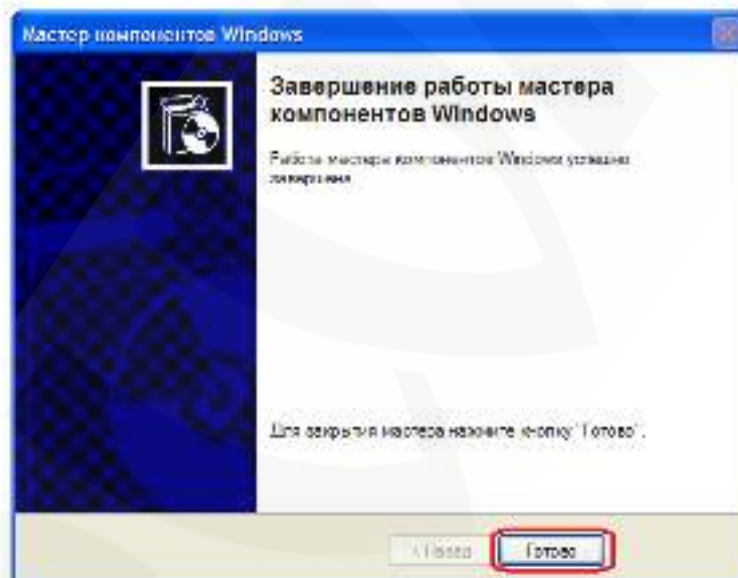 Мастер компонентов Windows
Завершение работы мастера
компонентов Windows
Работа мастера компонентов Windows успешно
завершена.
Для закрытия мастера нажмите кнопку "Готово".
< Назад
Готово